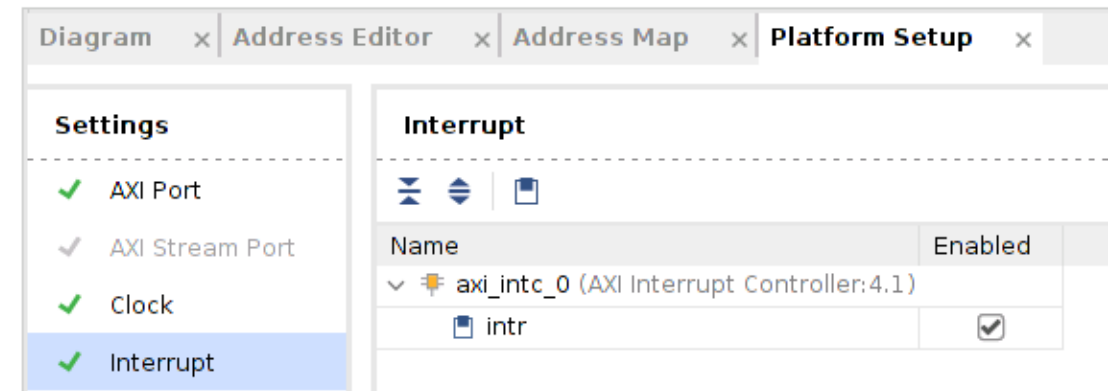 Diagram × Address Editor × Address Map × Platform Setup ×
Settings
AXI Port
AXI Stream Port
Clock
Interrupt
Interrupt
Name Enabled
axi_intc_0 (AXI Interrupt Controller:4.1)
intr